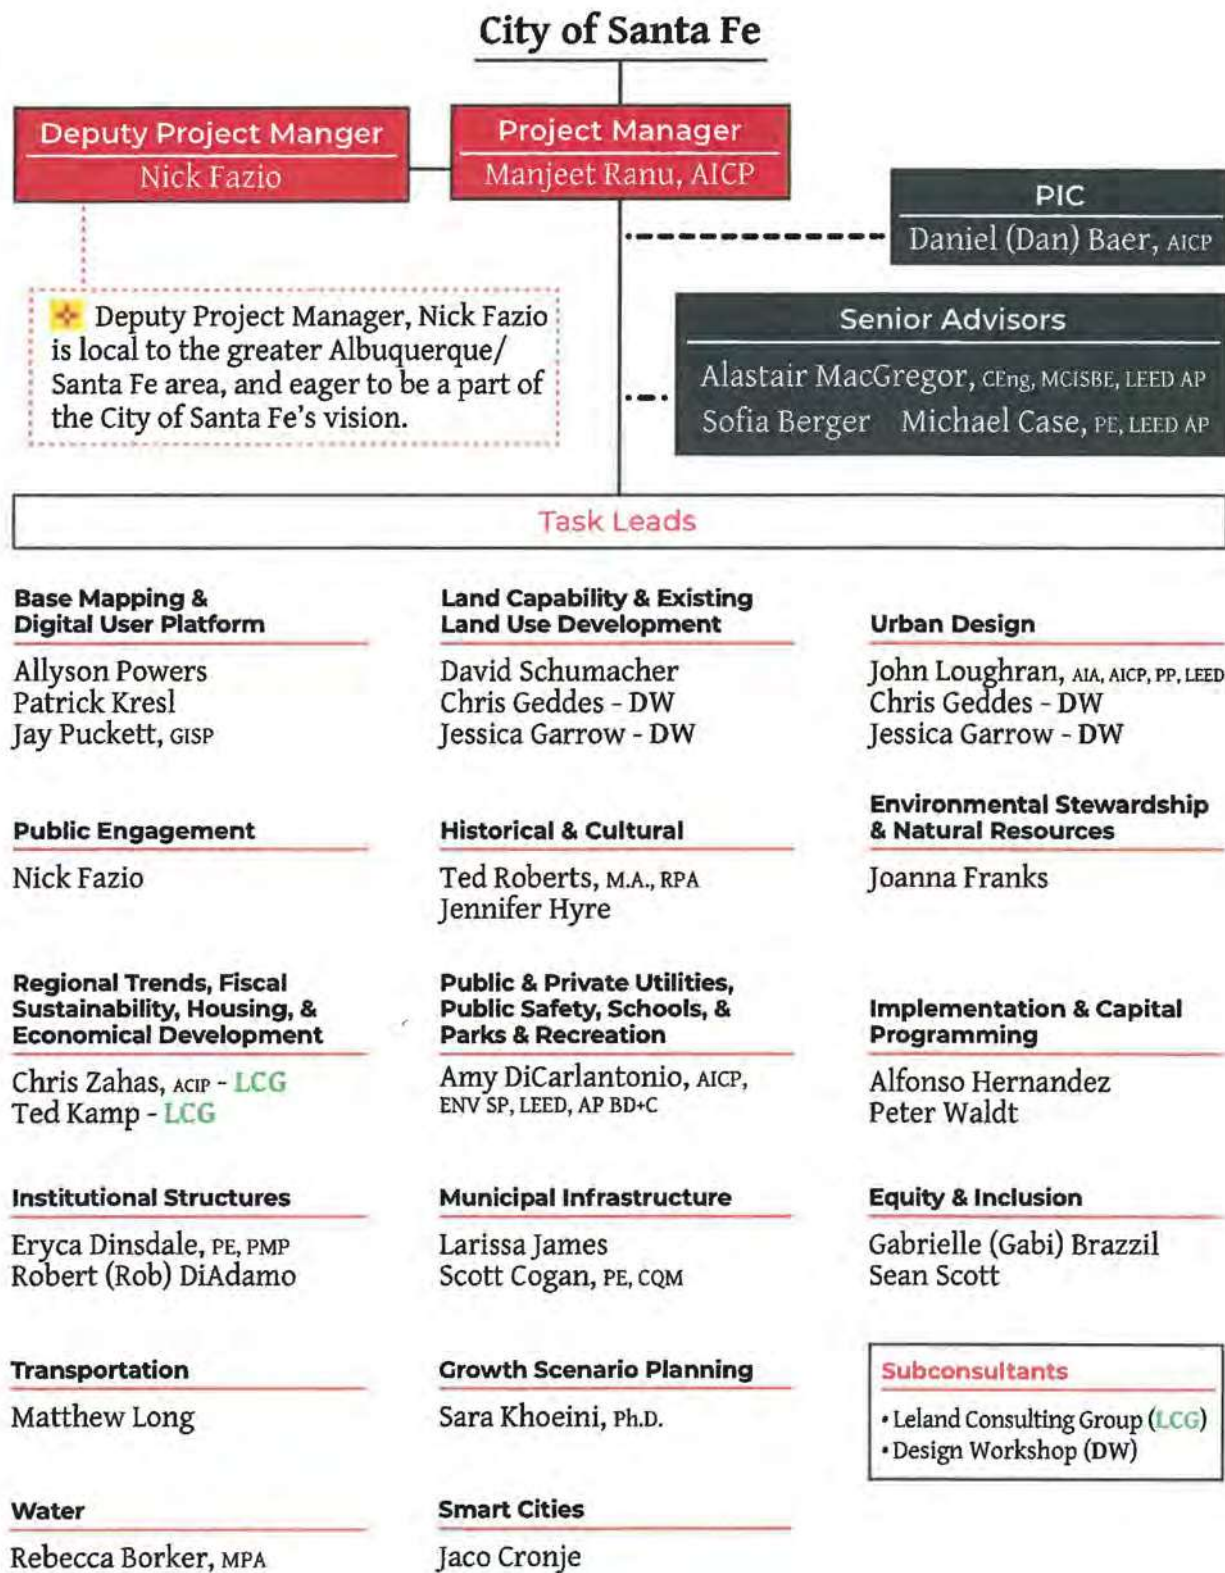 City of Santa Fe
Deputy Project Manger
Nick Fazio
Project Manager
Manjeet Ranu, AICP
PIC
Daniel (Dan) Baer, AICP
Deputy Project Manager, Nick Fazio
is local to the greater Albuquerque/
Santa Fe area, and eager to be a part of
the City of Santa Fe's vision.
Senior Advisors
Alastair MacGregor, CEng, MCISBE, LEED AP
Sofia Berger Michael Case, PE, LEED AP
Task Leads
Base Mapping &
Digital User Platform
Allyson Powers
Patrick Kresl
Jay Puckett, GISP
Land Capability & Existing
Land Use Development
David Schumacher
Chris Geddes - DW
Jessica Garrow - DW
Urban Design
John Loughran, AIA, AICP, PP, LEED
Chris Geddes - DW
Jessica Garrow - DW
Public Engagement
Nick Fazio
Historical & Cultural
Ted Roberts, M.A., RPA
Jennifer Hyre
Environmental Stewardship
& Natural Resources
Joanna Franks
Regional Trends, Fiscal
Sustainability, Housing, &
Economical Development
Chris Zahas, ACIP - LCG
Ted Kamp - LCG
Public & Private Utilities,
Public Safety, Schools, &
Parks & Recreation
Amy DiCarlantonio, AICP,
ENV SP, LEED, AP BD+C
Implementation & Capital
Programming
Alfonso Hernandez
Peter Waldt
Institutional Structures
Eryca Dinsdale, PE, PMP
Robert (Rob) DiAdamo
Municipal Infrastructure
Larissa James
Scott Cogan, PE, CQM
Equity & Inclusion
Gabrielle (Gabi) Brazzil
Sean Scott
Transportation
Matthew Long
Growth Scenario Planning
Sara Khoeini, Ph.D.
Subconsultants
• Leland Consulting Group (LCG)
• Design Workshop (DW)
Water
Rebecca Borker, MPA
Smart Cities
Jaco Cronje